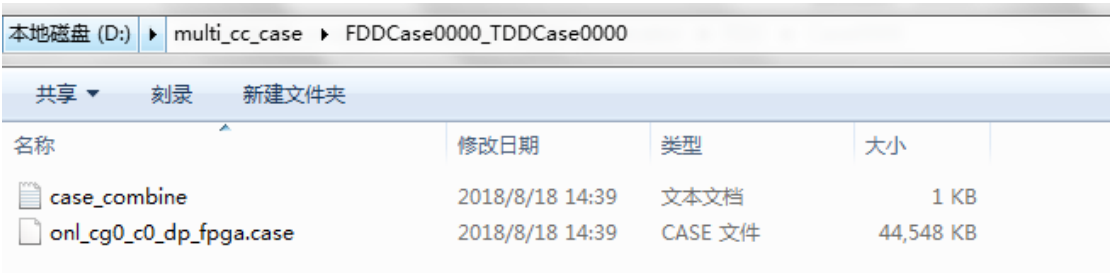 本地磁盘 (D:) ▸ multi_cc_case ▸ FDDCase0000_TDDCase0000
共享 ▼ 刻录 新建文件夹
名称 修改日期 类型 大小
case_combine 2018/8/18 14:39 文本文档 1 KB
onl_cg0_c0_dp_fpga.case 2018/8/18 14:39 CASE 文件 44,548 KB